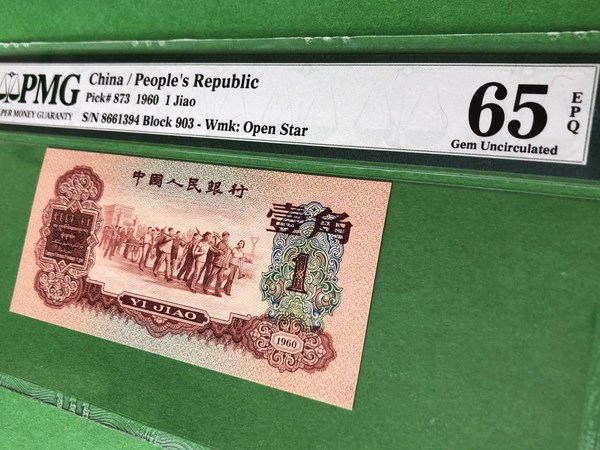 PMG
PAPER MONEY GUARANTY
China / People's Republic
Pick# 873 1960 1 Jiao
S/N 8661394 Block 903 - Wmk: Open Star
65 EPQ
Gem Uncirculated
中國人民銀行
壹角
1
YI JIAO
1960